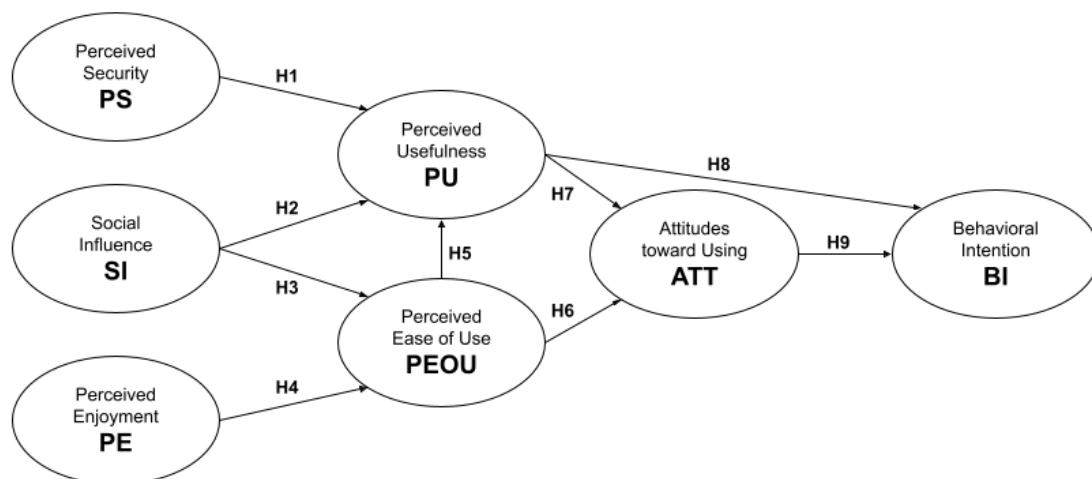 Perceived
Security
PS
H1
Perceived
Usefulness
PU
H8
H7
Social
Influence
SI
H2
H3
H5
Attitudes
toward Using
ATT
H9
Behavioral
Intention
BI
Perceived
Ease of Use
PEOU
H6
Perceived
Enjoyment
PE
H4